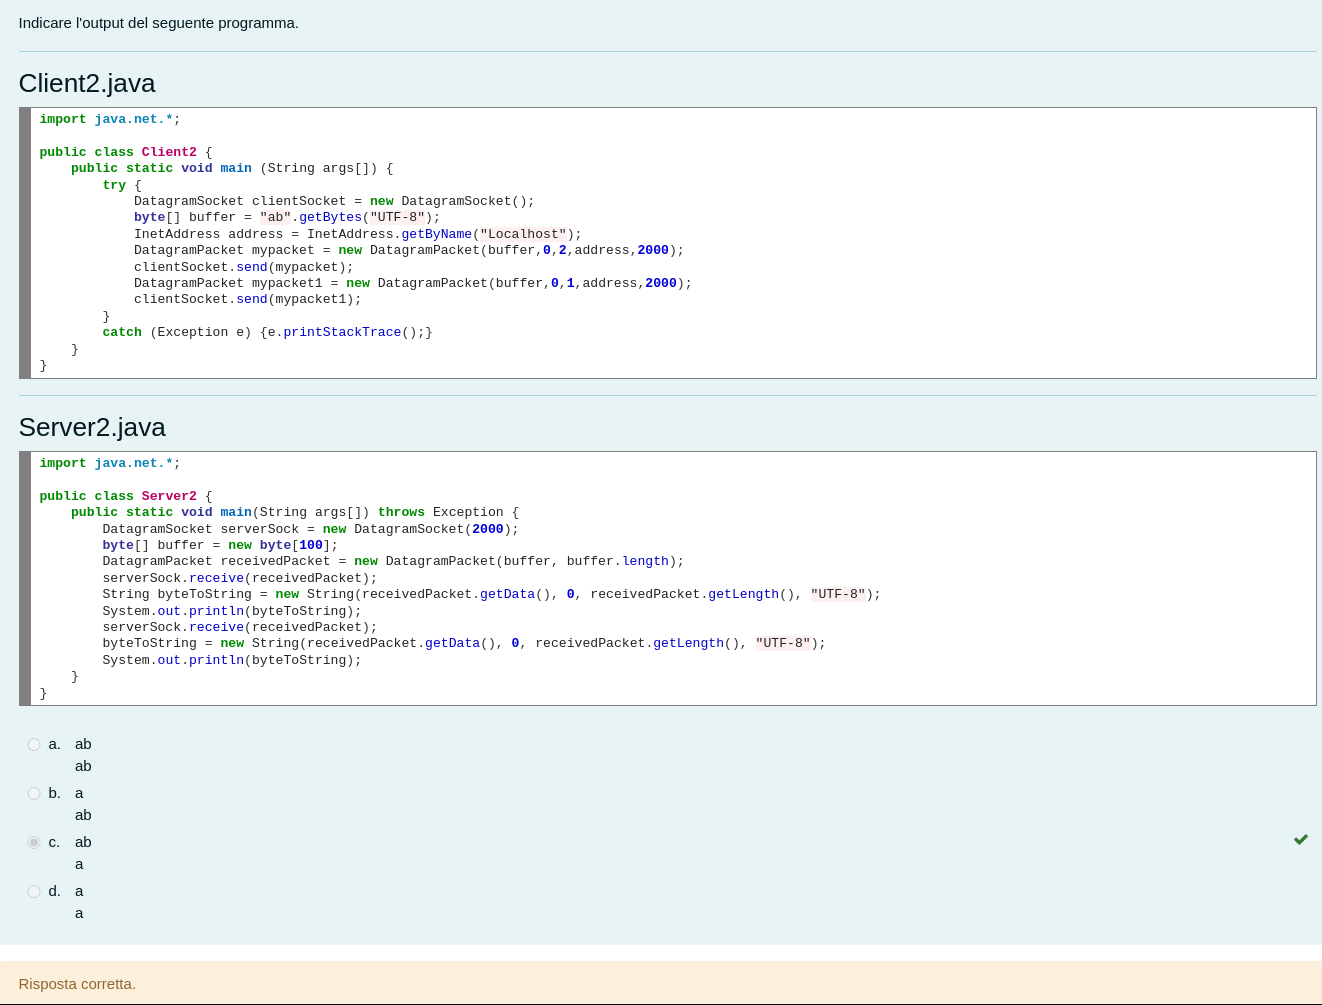 Indicare l'output del seguente programma.
Client2.java
import java.net.*;
public class Client2 {
    public static void main (String args[]) {
        try {
            DatagramSocket clientSocket = new DatagramSocket();
            byte[] buffer = "ab".getBytes("UTF-8");
            InetAddress address = InetAddress.getByName("Localhost");
            DatagramPacket mypacket = new DatagramPacket(buffer,0,2,address,2000);
            clientSocket.send(mypacket);
            DatagramPacket mypacket1 = new DatagramPacket(buffer,0,1,address,2000);
            clientSocket.send(mypacket1);
        }
        catch (Exception e) {e.printStackTrace();}
    }
}
Server2.java
import java.net.*;
public class Server2 {
    public static void main(String args[]) throws Exception {
        DatagramSocket serverSock = new DatagramSocket(2000);
        byte[] buffer = new byte[100];
        DatagramPacket receivedPacket = new DatagramPacket(buffer, buffer.length);
        serverSock.receive(receivedPacket);
        String byteToString = new String(receivedPacket.getData(), 0, receivedPacket.getLength(), "UTF-8");
        System.out.println(byteToString);
        serverSock.receive(receivedPacket);
        byteToString = new String(receivedPacket.getData(), 0, receivedPacket.getLength(), "UTF-8");
        System.out.println(byteToString);
    }
}
a. ab
ab
b. a
ab
c. ab
a
d. a
a
Risposta corretta.